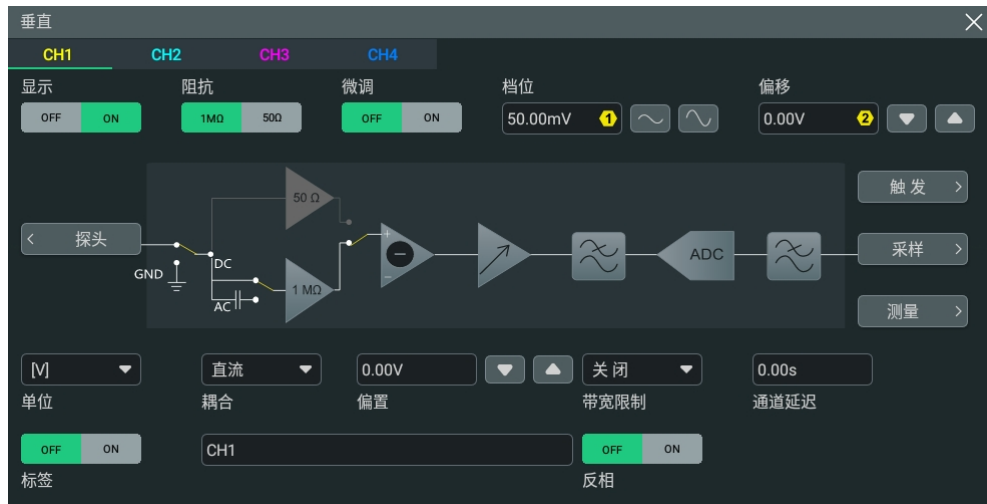 垂直
CH1 CH2 CH3 CH4
显示 阻抗 微调 档位 偏移
OFF ON 1MΩ 50Ω OFF ON 50.00mV 1 0.00V 2
50 Ω
触发 >
< 探头
+
−
ADC
采样 >
GND DC
1 MΩ
AC
测量 >
[V] 直流 0.00V 关闭 0.00s
单位 耦合 偏置 带宽限制 通道延迟
OFF ON CH1 OFF ON
标签 反相